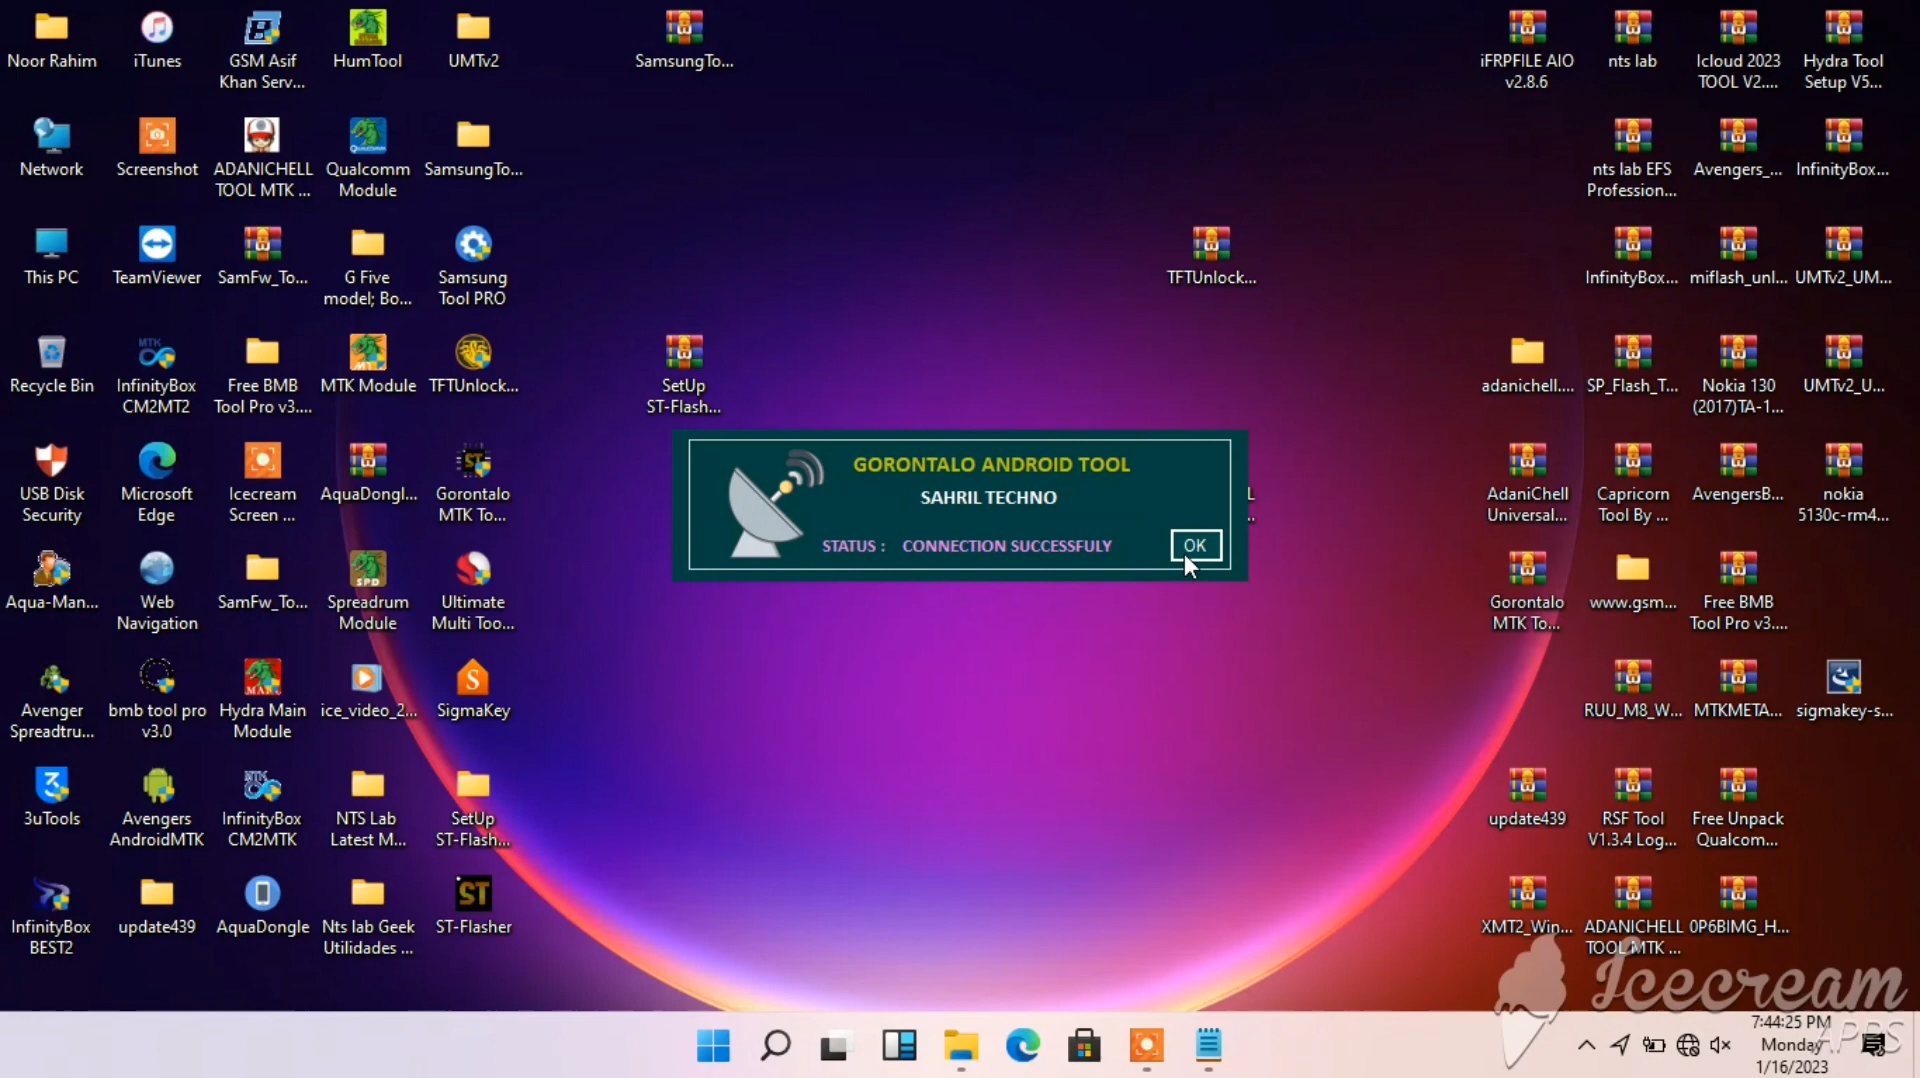 Noor Rahim
iTunes
GSM Asif
Khan Serv...
HumTool
UMTv2
SamsungTo...
iFRPFILE AIO
v2.8.6
nts lab
Icloud 2023
TOOL V2....
Hydra Tool
Setup V5...
Network
Screenshot
ADANICHELL
TOOL MTK ...
Qualcomm
Module
SamsungTo...
nts lab EFS
Profession...
Avengers_...
InfinityBox...
This PC
TeamViewer
SamFw_To...
G Five
model; Bo...
Samsung
Tool PRO
TFTUnlock...
InfinityBox...
miflash_unl...
UMTv2_UM...
Recycle Bin
MTK
InfinityBox
CM2MT2
Free BMB
Tool Pro v3....
MTK Module
TFTUnlock...
SetUp
ST-Flash...
adanichell....
SP_Flash_T...
Nokia 130
(2017)TA-1...
UMTv2_U...
USB Disk
Security
Microsoft
Edge
Icecream
Screen ...
AquaDongl...
ST
Gorontalo
MTK To...
GORONTALO ANDROID TOOL
SAHRIL TECHNO
STATUS : CONNECTION SUCCESSFULY
OK
L
...
AdaniChell
Universal...
Capricorn
Tool By ...
AvengersB...
nokia
5130c-rm4...
Aqua-Man...
Web
Navigation
SamFw_To...
SPD
Spreadrum
Module
Ultimate
Multi Too...
Gorontalo
MTK To...
www.gsm...
Free BMB
Tool Pro v3....
Avenger
Spreadtru...
bmb tool pro
v3.0
Hydra Main
Module
ice_video_2...
S
SigmaKey
RUU_M8_W...
MTKMETA...
sigmakey-s...
3
3uTools
Avengers
AndroidMTK
InfinityBox
CM2MTK
NTS Lab
Latest M...
SetUp
ST-Flash...
update439
RSF Tool
V1.3.4 Log...
Free Unpack
Qualcom...
InfinityBox
BEST2
update439
AquaDongle
Nts lab Geek
Utilidades ...
ST
ST-Flasher
XMT2_Win...
ADANICHELL
TOOL MTK ...
0P6BIMG_H...
Icecream
APPS
7:44:25 PM
Monday
1/16/2023